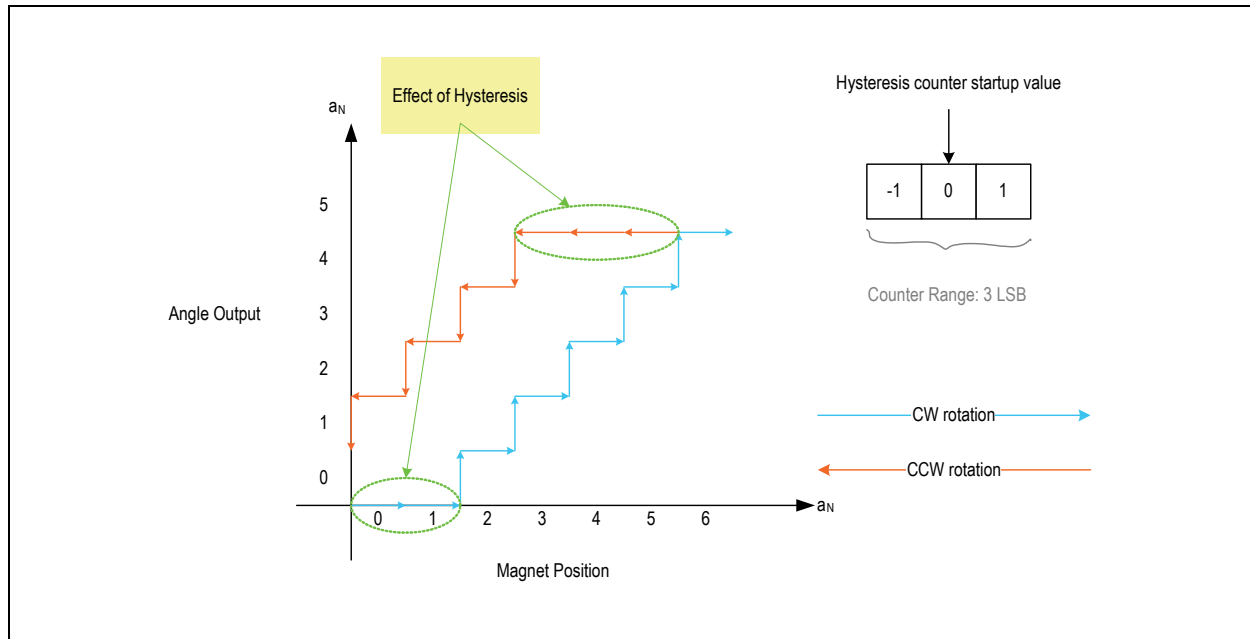 Effect of Hysteresis
aN
5
4
3
2
1
0
Angle Output
0 1 2 3 4 5 6
aN
Magnet Position
Hysteresis counter startup value
-1 0 1
Counter Range: 3 LSB
CW rotation
CCW rotation